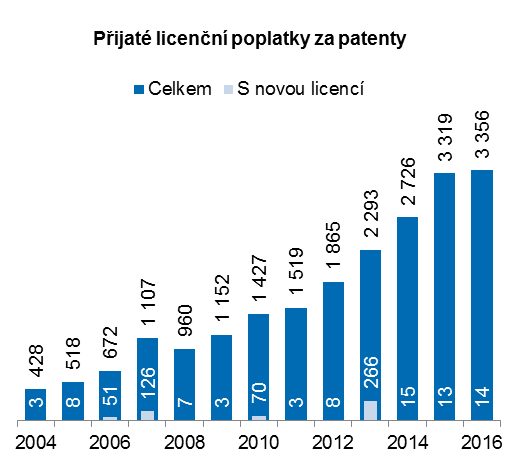 Přijaté licenční poplatky za patenty
Celkem S novou licencí
428 518 672 1 107 960 1 152 1 427 1 519 1 865 2 293 2 726 3 319 3 356
3 8 51 126 7 3 70 3 8 266 15 13 14
2004 2006 2008 2010 2012 2014 2016